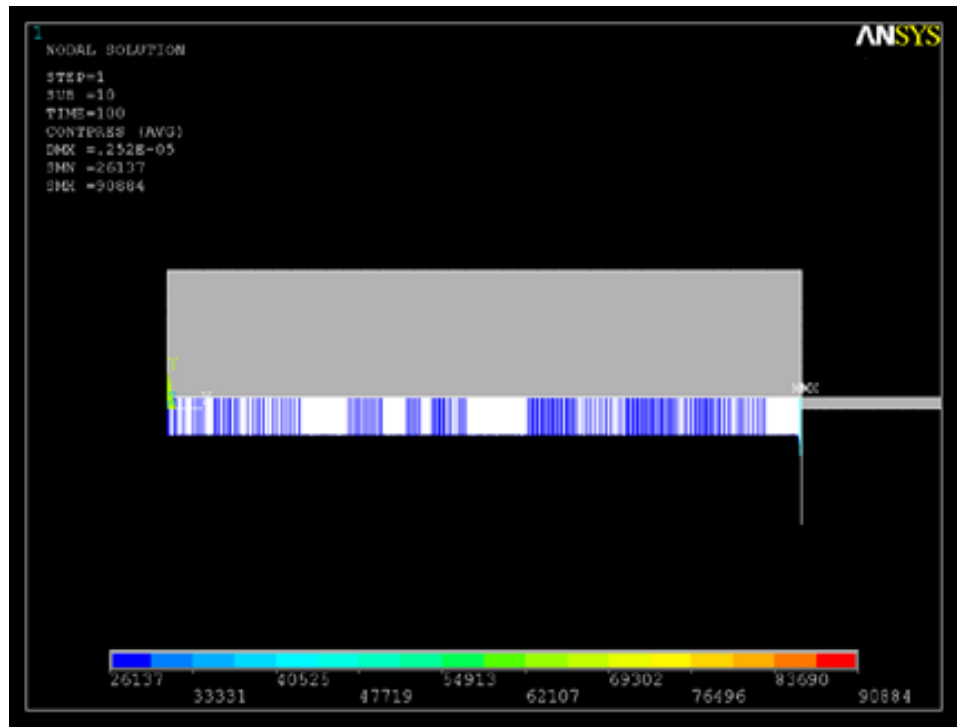 1
ANSYS
NODAL SOLUTION
STEP=1
SUB =10
TIME=100
CONTPRES (AVG)
DMX =.252E-05
SMN =26137
SMX =90884
Y
X
MX
26137
33331
40525
47719
54913
62107
69302
76496
83690
90884